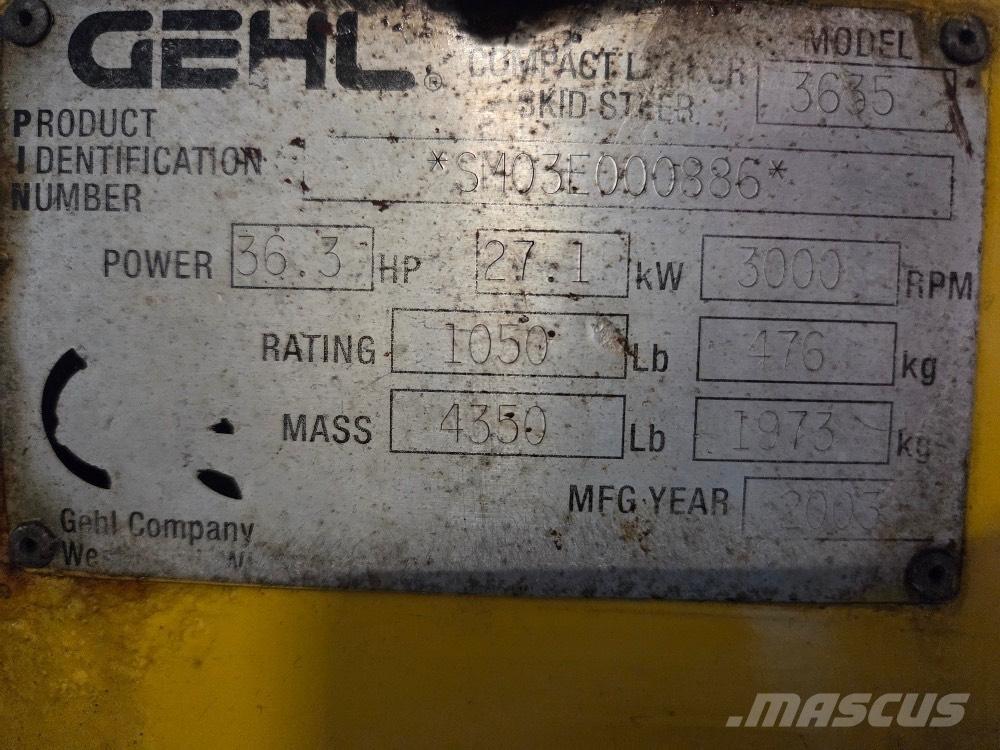 GEHL®
COMPACT LOADER
SKID-STEER
MODEL
3635
PRODUCT
IDENTIFICATION
NUMBER
*SM03E000886*
POWER 36.3 HP 27.1 kW 3000 RPM
RATING 1050 Lb 476 kg
MASS 4350 Lb 1973 kg
MFG YEAR 2003
Gehl Company
.MASCUS